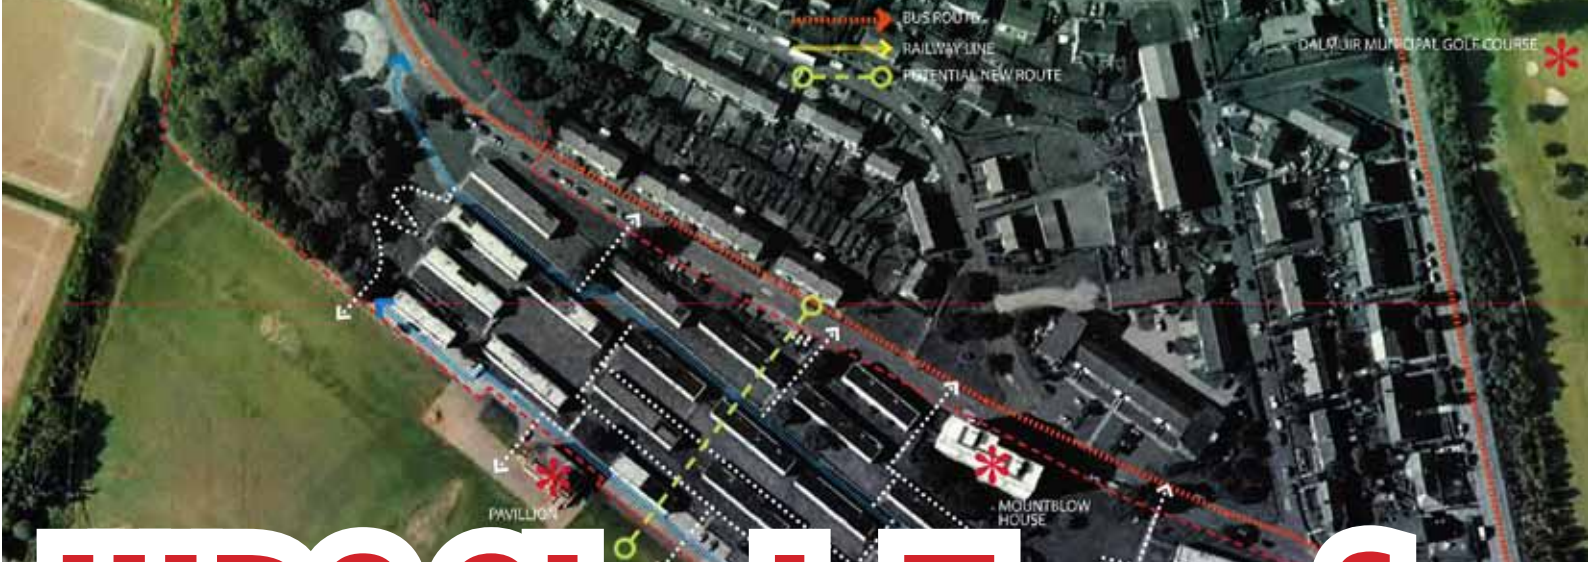 BUS ROUTE
RAILWAY LINE
POTENTIAL NEW ROUTE
DALMUIR MUNICIPAL GOLF COURSE
PAVILLION
MOUNTBLOW
HOUSE